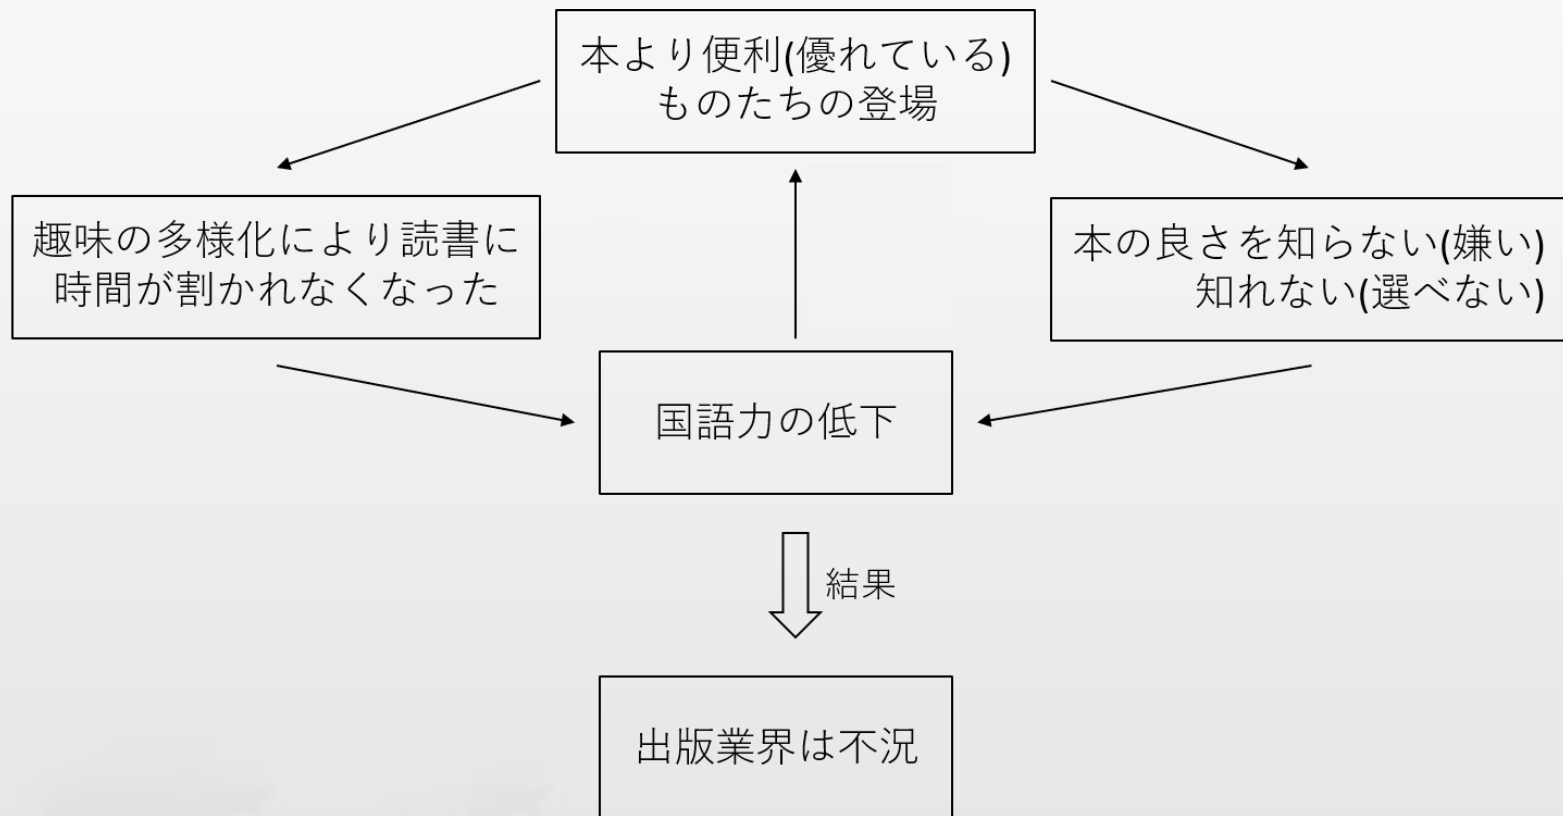 本より便利(優れている)
ものたちの登場
趣味の多様化により読書に
時間が割かれなくなった
本の良さを知らない(嫌い)
知れない(選べない)
国語力の低下
結果
出版業界は不況